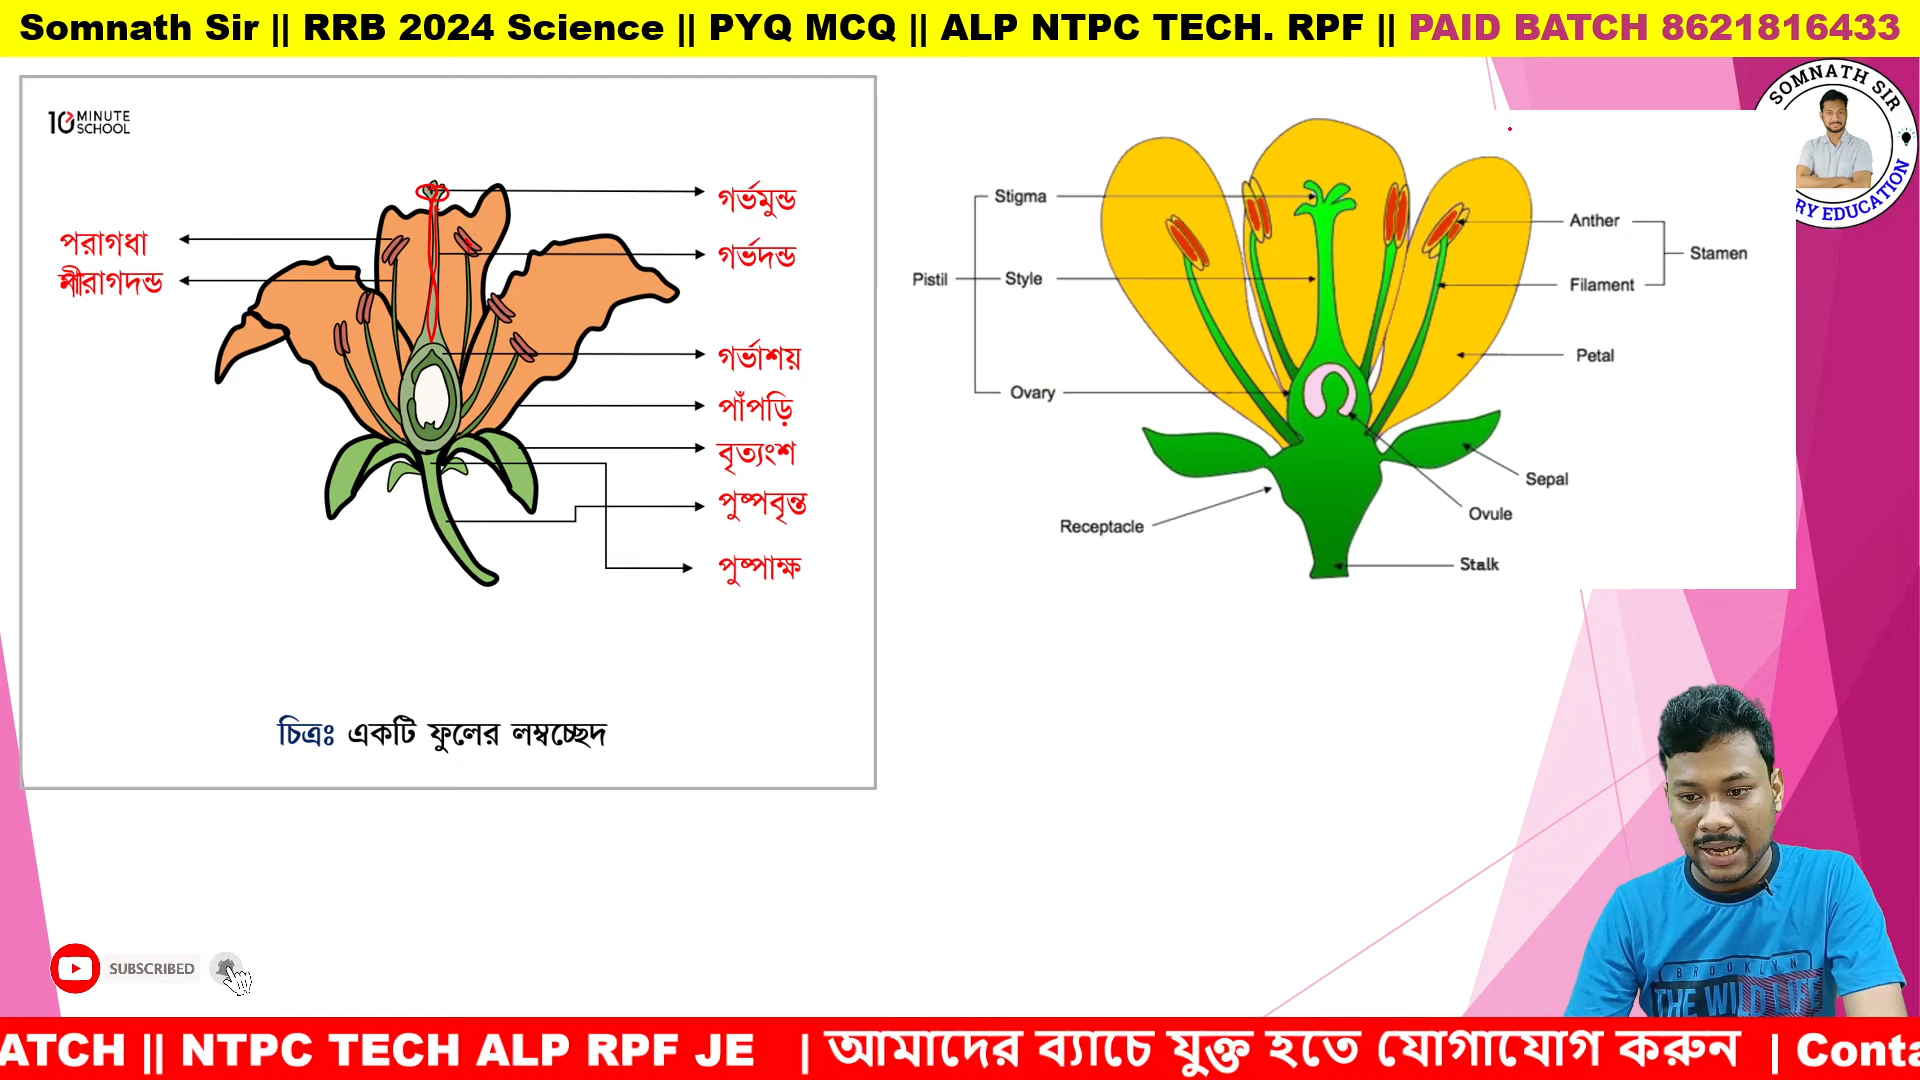 Somnath Sir || RRB 2024 Science || PYQ MCQ || ALP NTPC TECH. RPF || PAID BATCH 8621816433
SOMNATH SIR
RY EDUCATION
10 MINUTE
SCHOOL
গর্ভমুন্ড
পরাগধা
নী
পরাগদন্ড
গর্ভদন্ড
গর্ভাশয়
পাঁপড়ি
বৃত্যংশ
পুষ্পবৃন্ত
পুষ্পাক্ষ
চিত্রঃ একটি ফুলের লম্বচ্ছেদ
Stigma
Anther
Stamen
Pistil
Style
Filament
Petal
Ovary
Sepal
Ovule
Receptacle
Stalk
SUBSCRIBED
BROOKLYN
THE WILD LIFE
ATCH || NTPC TECH ALP RPF JE | আমাদের ব্যাচে যুক্ত হতে যোগাযোগ করুন | Conta